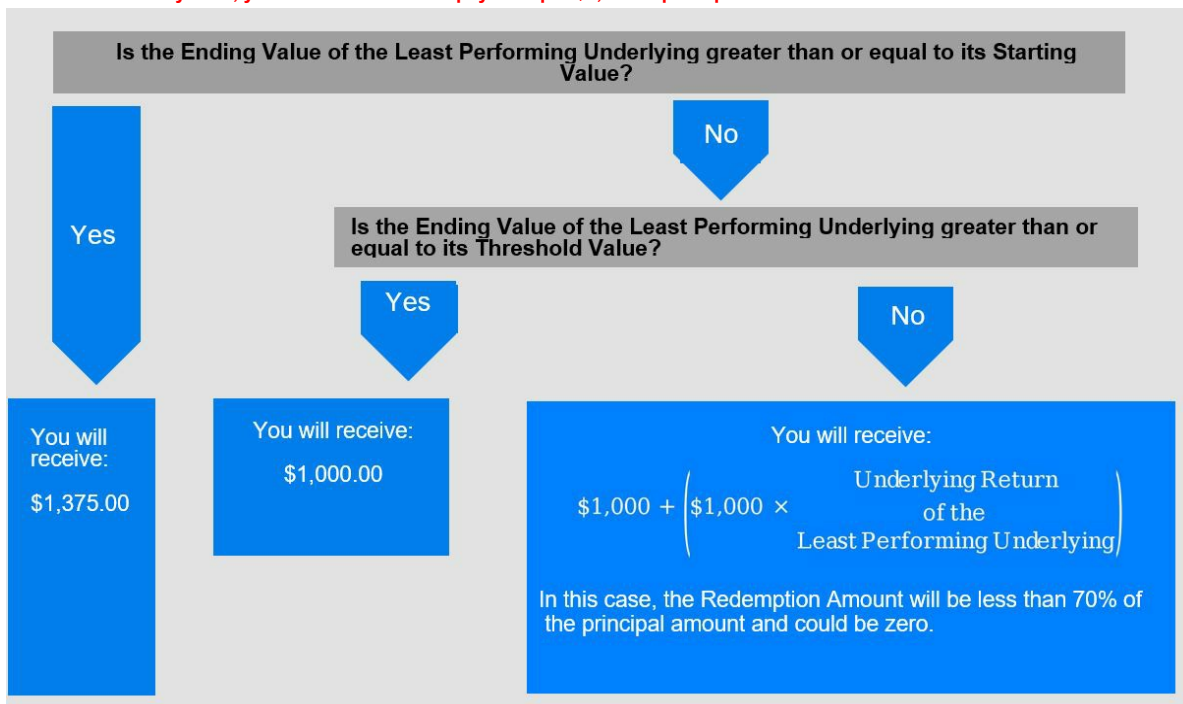 Is the Ending Value of the Least Performing Underlying greater than or equal to its Starting
Value?
Yes
No
Is the Ending Value of the Least Performing Underlying greater than or
equal to its Threshold Value?
Yes
No
You will
receive:
$1,375.00
You will receive:
$1,000.00
You will receive:
$1,000 + ($1,000 × Underlying Return
of the
Least Performing Underlying)
In this case, the Redemption Amount will be less than 70% of
the principal amount and could be zero.